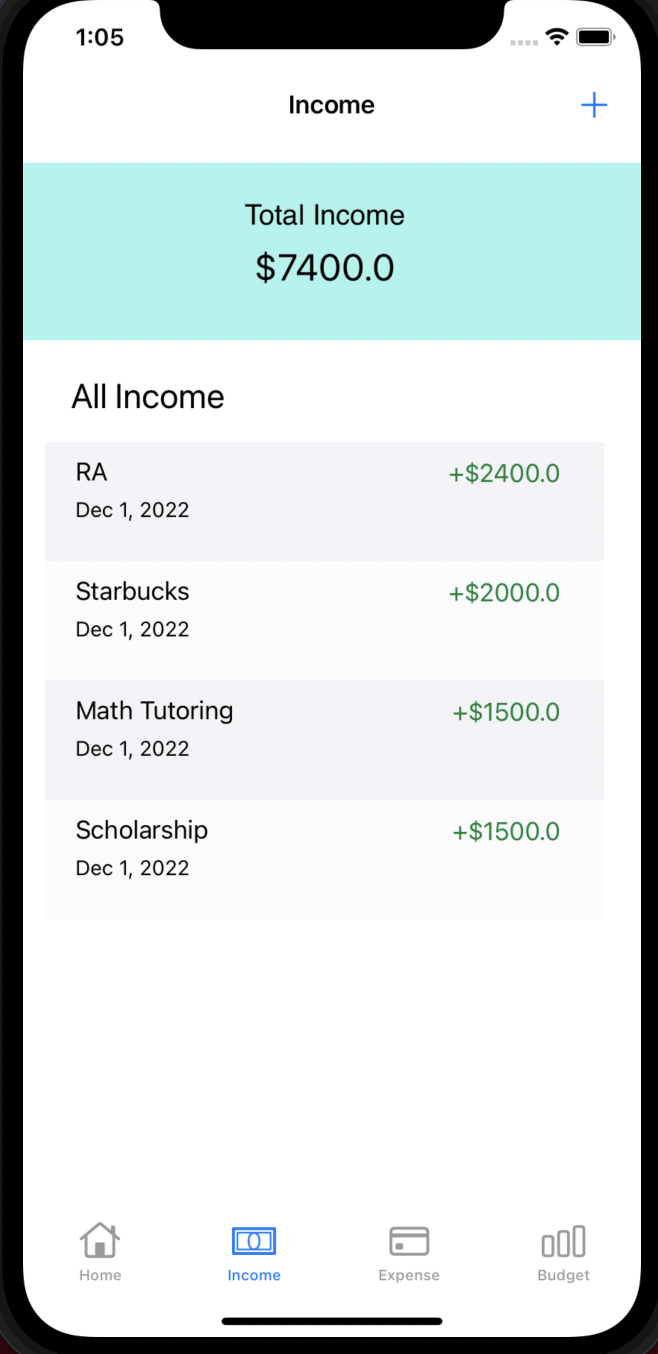 1:05
Income
Total Income
$7400.0
All Income
RA
+$2400.0
Dec 1, 2022
Starbucks
+$2000.0
Dec 1, 2022
Math Tutoring
+$1500.0
Dec 1, 2022
Scholarship
+$1500.0
Dec 1, 2022
Home
Income
Expense
Budget